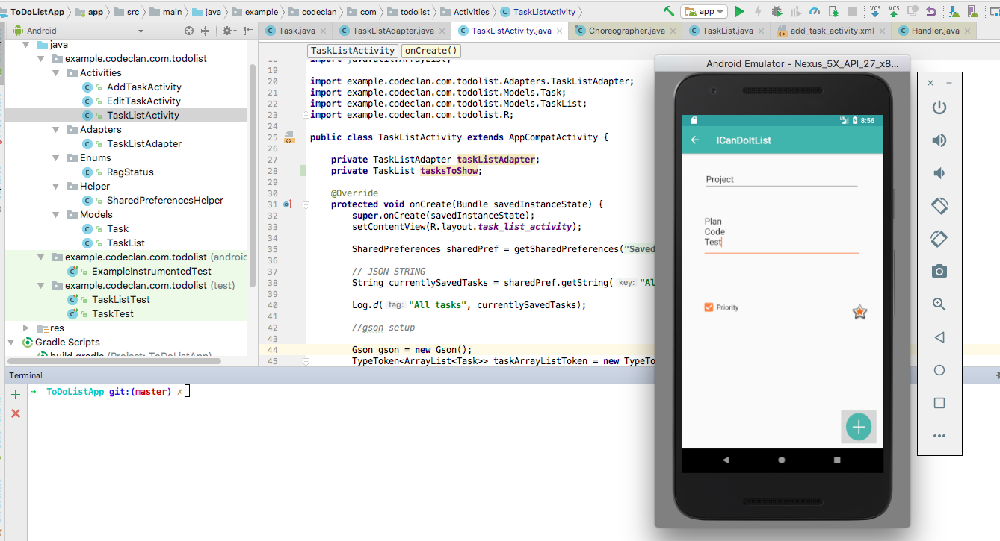 ToDoListApp app src main java example codeclan com todolist Activities TaskListActivity
app
VCS VCS
Android
Task.java TaskListAdapter.java TaskListActivity.java Choreographer.java TaskList.java add_task_activity.xml Handler.java
java
example.codeclan.com.todolist
Activities
AddTaskActivity
EditTaskActivity
TaskListActivity
Adapters
TaskListAdapter
Enums
RagStatus
Helper
SharedPreferencesHelper
Models
Task
TaskList
example.codeclan.com.todolist (android
ExampleInstrumentedTest
example.codeclan.com.todolist (test)
TaskListTest
TaskTest
res
Gradle Scripts
build.gradle (Project: ToDoListApp)
TaskListActivity onCreate()
18 import java.util.ArrayList;
19
20 import example.codeclan.com.todolist.Adapters.TaskListAdapter;
21 import example.codeclan.com.todolist.Models.Task;
22 import example.codeclan.com.todolist.Models.TaskList;
23 import example.codeclan.com.todolist.R;
24
25 public class TaskListActivity extends AppCompatActivity {
26
27 private TaskListAdapter taskListAdapter;
28 private TaskList tasksToShow;
29
30 @Override
31 protected void onCreate(Bundle savedInstanceState) {
32 super.onCreate(savedInstanceState);
33 setContentView(R.layout.task_list_activity);
34
35 SharedPreferences sharedPref = getSharedPreferences("Saved
36
37 // JSON STRING
38 String currentlySavedTasks = sharedPref.getString( key: "Al
39
40 Log.d( tag: "All tasks", currentlySavedTasks);
41
42 //gson setup
43
44 Gson gson = new Gson();
45 TypeToken<ArrayList<Task>> taskArrayListToken = new TypeTo
Android Emulator - Nexus_5X_API_27_x8...
8:56
ICanDoItList
Project
Plan
Code
Test
Priority
Terminal
→ ToDoListApp git:(master) ✗